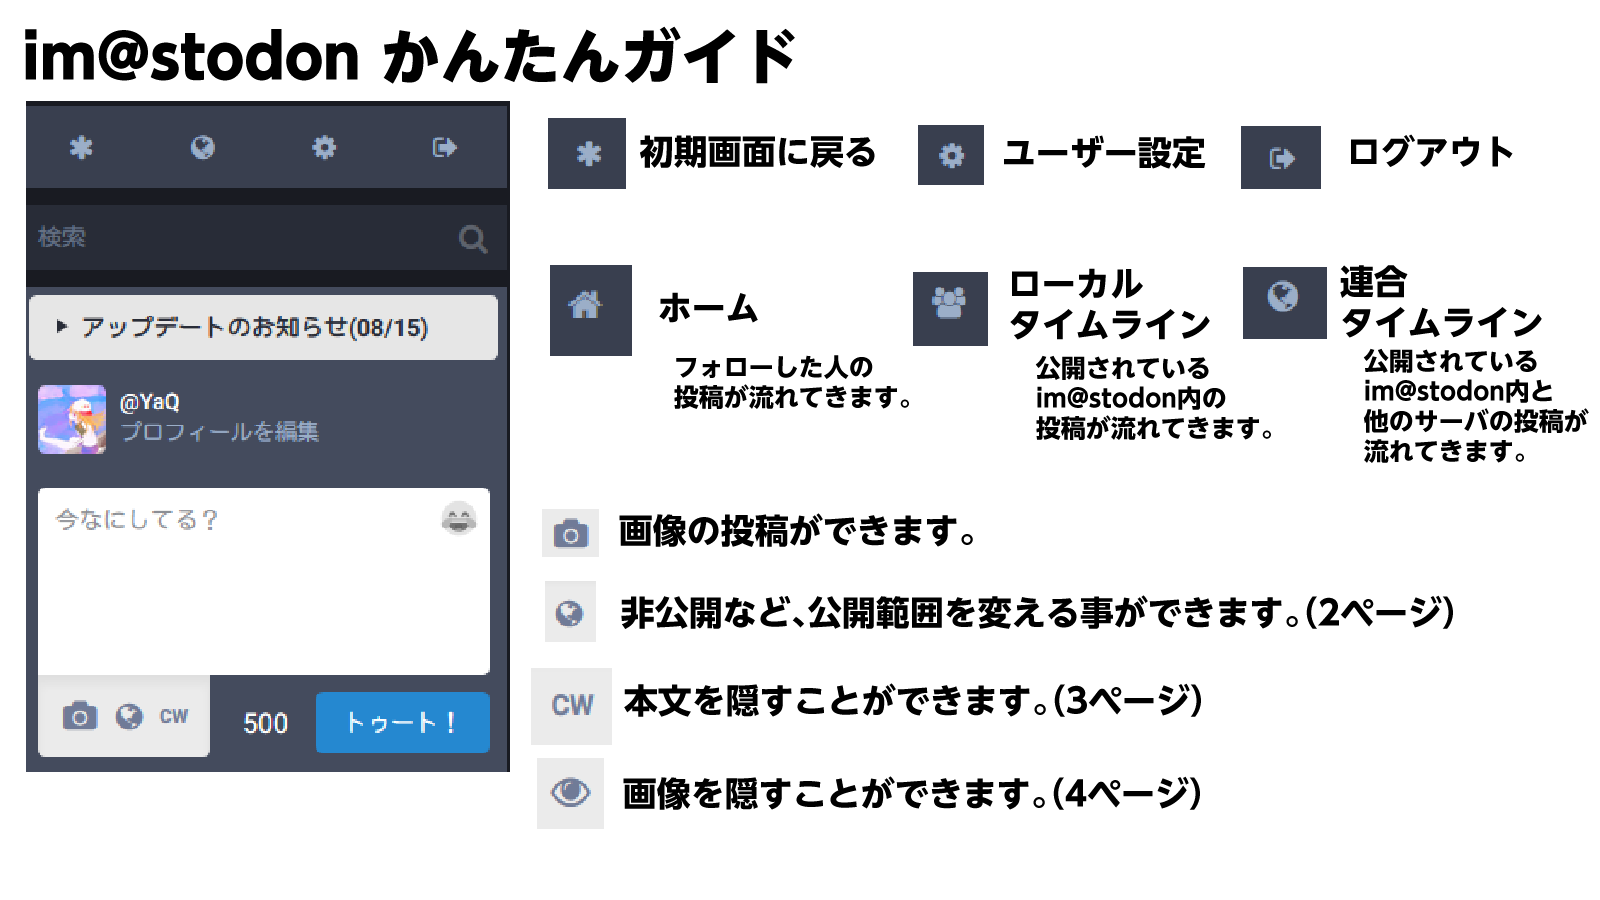 im@stodon かんたんガイド
検索
アップデートのお知らせ(08/15)
@YaQ
プロフィールを編集
今なにしてる？
CW
500
トゥート！
初期画面に戻る
ユーザー設定
ログアウト
ホーム
フォローした人の
投稿が流れてきます。
ローカル
タイムライン
公開されている
im@stodon内の
投稿が流れてきます。
連合
タイムライン
公開されている
im@stodon内と
他のサーバの投稿が
流れてきます。
画像の投稿ができます。
非公開など、公開範囲を変える事ができます。(2ページ)
CW
本文を隠すことができます。(3ページ)
画像を隠すことができます。(4ページ)